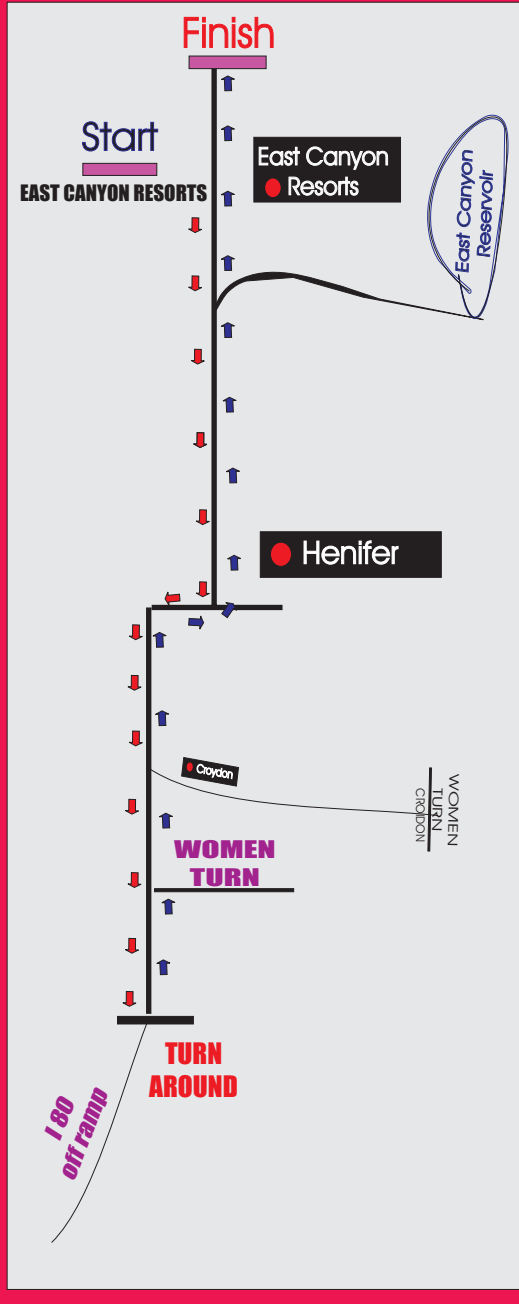 Finish
Start
EAST CANYON RESORTS
East Canyon
Resorts
East Canyon
Reservoir
Henifer
Croydon
WOMEN
TURN
CROIDON
WOMEN
TURN
TURN
AROUND
I 80
off ramp